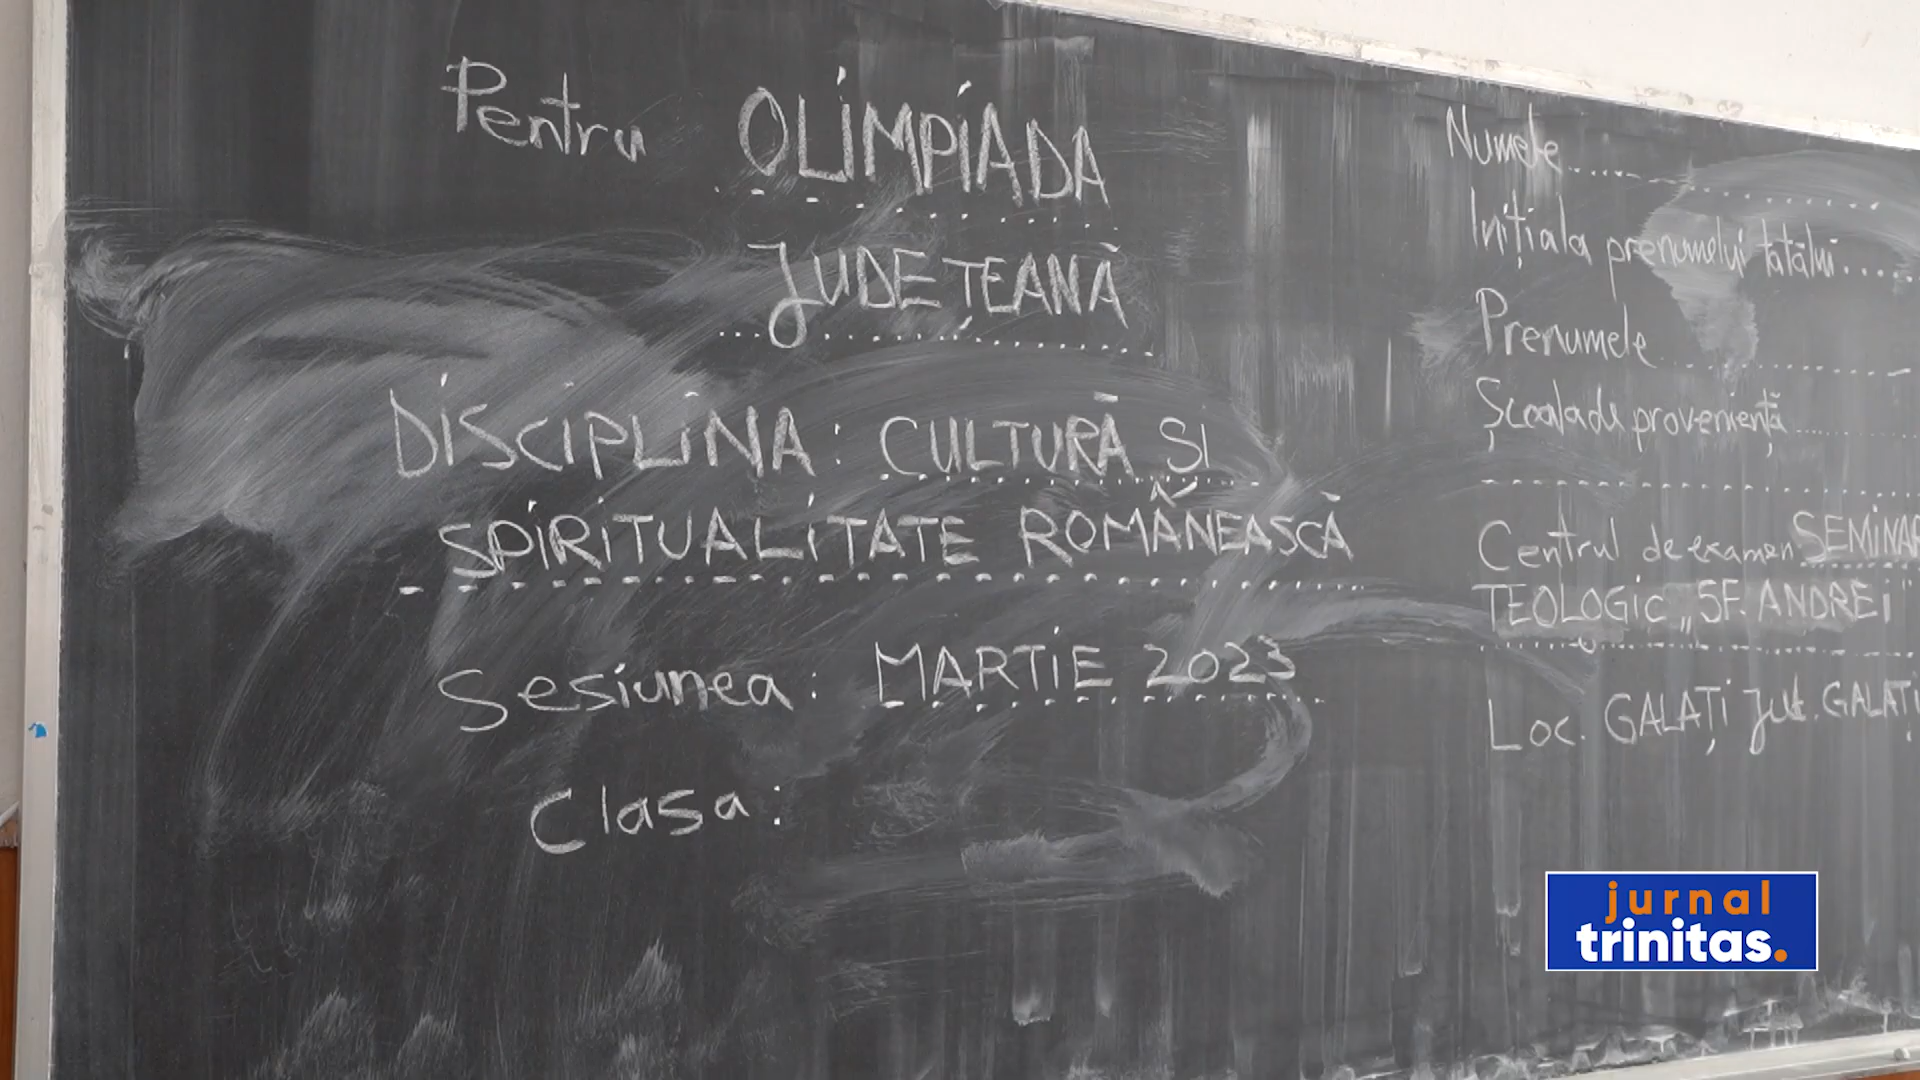 Pentru OLIMPIADA
JUDEȚEANĂ
DISCIPLINA: CULTURĂ SI
SPIRITUALITATE ROMÂNEASCĂ
Sesiunea: MARTIE 2023
Clasa:
Numele..........
Inițiala prenumelui tatălui.....
Prenumele..........
Școala de proveniență..........
Centrul de examen SEMINAR
TEOLOGIC „SF. ANDREI"
Loc. GALAȚI Jud. GALAȚI
jurnal
trinitas.